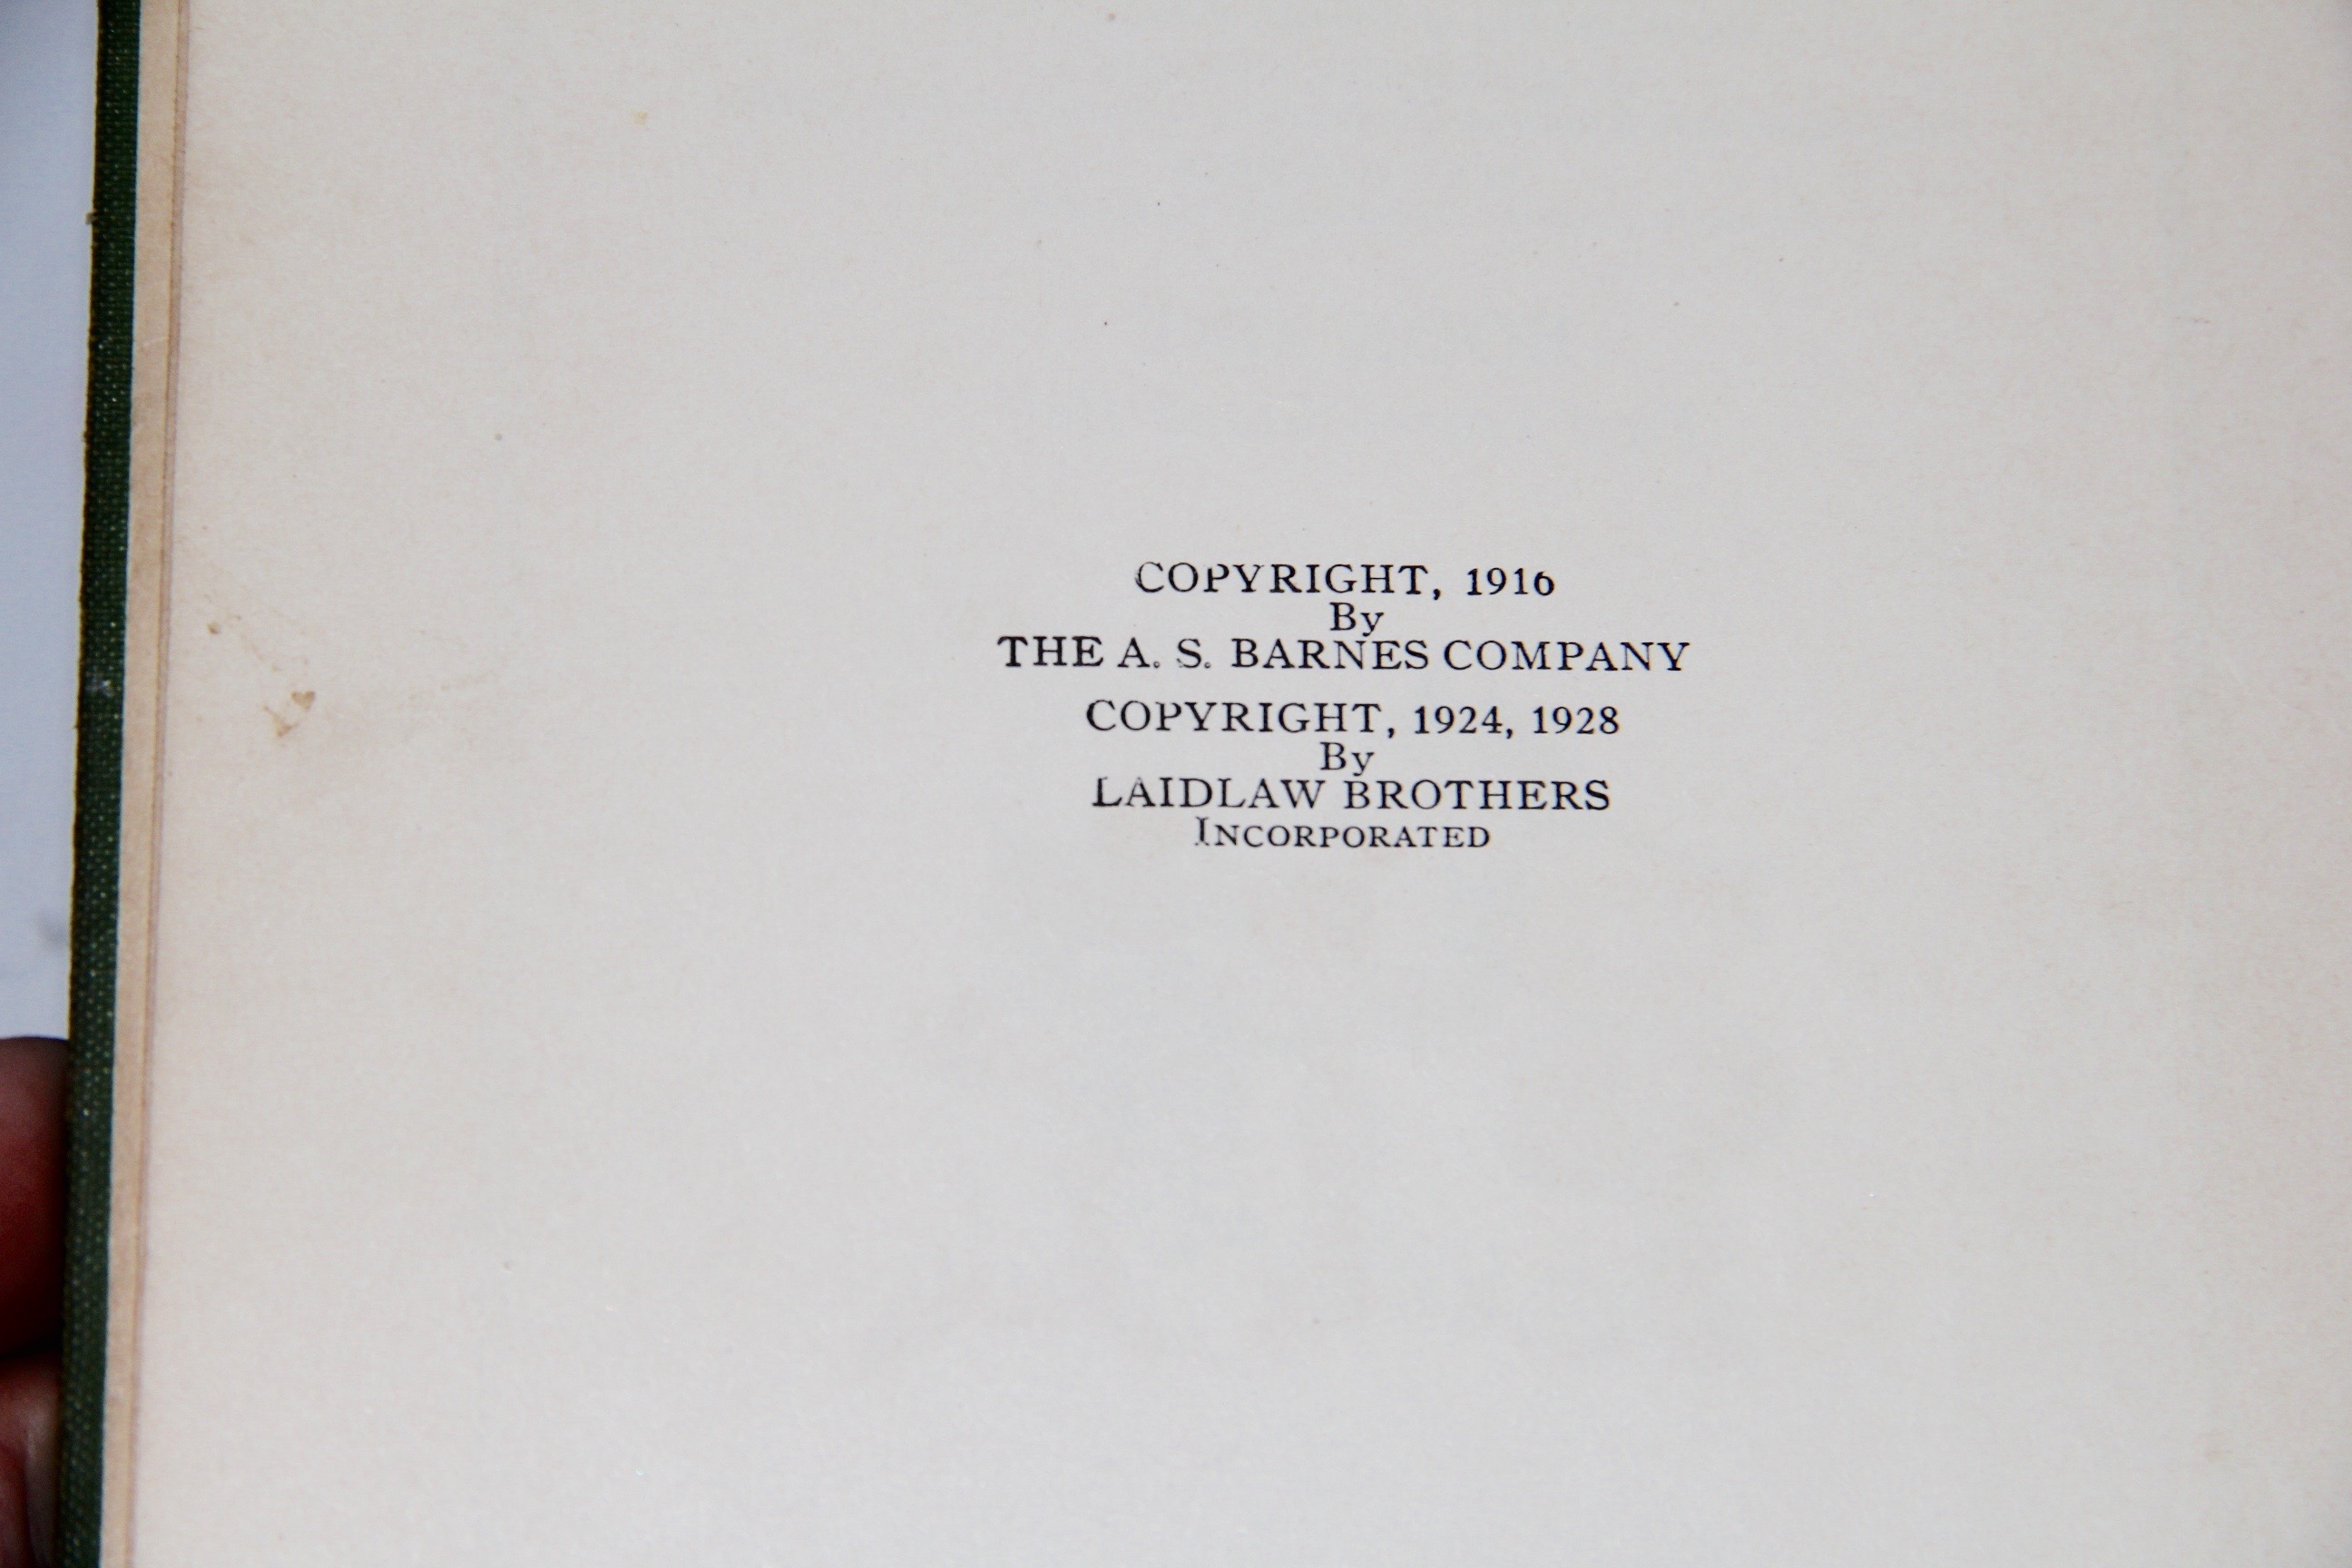 COPYRIGHT, 1916
By
THE A. S. BARNES COMPANY
COPYRIGHT, 1924, 1928
By
LAIDLAW BROTHERS
INCORPORATED